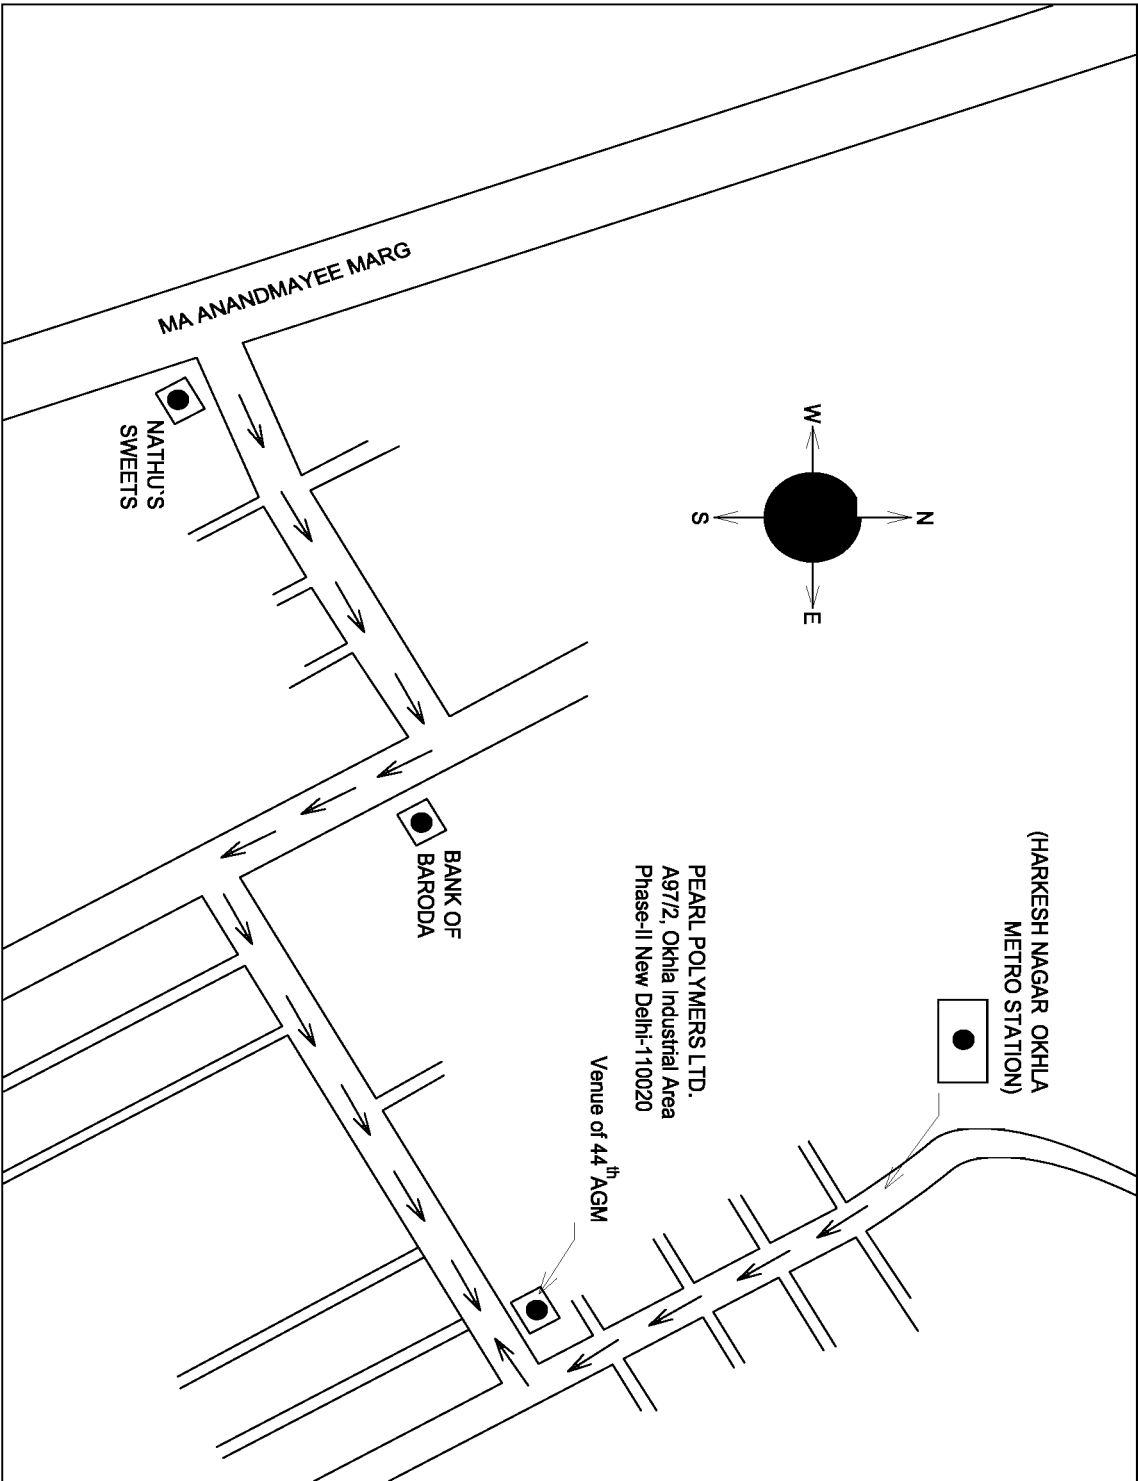 MA ANANDMAYEE MARG
NATHU`S
SWEETS
W
N
S
E
BANK OF
BARODA
(HARKESH NAGAR OKHLA
METRO STATION)
PEARL POLYMERS LTD.
A97/2, Okhla Industrial Area
Phase-II New Delhi-110020
Venue of 44th AGM